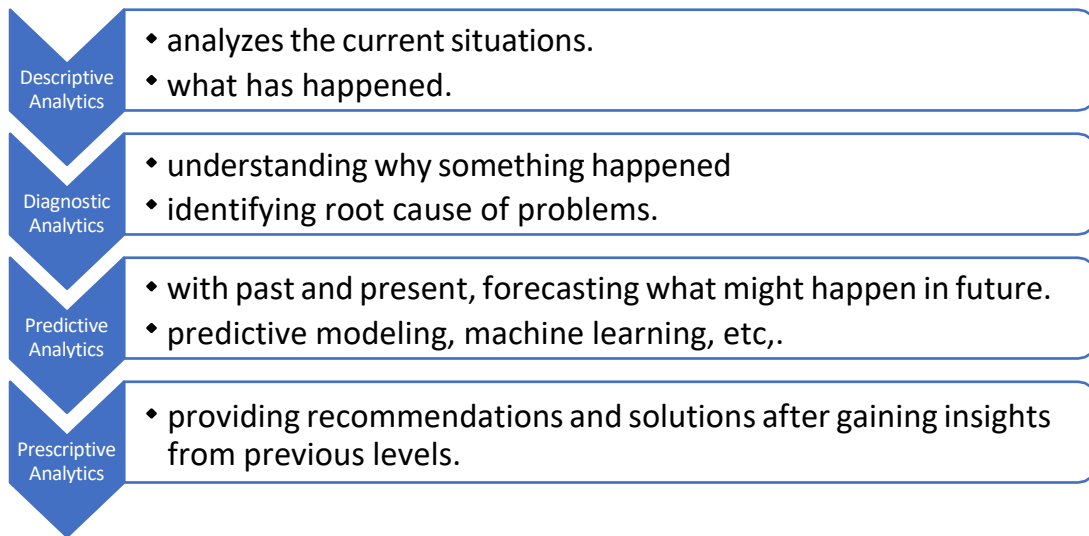 Descriptive
Analytics
• analyzes the current situations.
• what has happened.
Diagnostic
Analytics
• understanding why something happened
• identifying root cause of problems.
Predictive
Analytics
• with past and present, forecasting what might happen in future.
• predictive modeling, machine learning, etc,.
Prescriptive
Analytics
• providing recommendations and solutions after gaining insights
from previous levels.